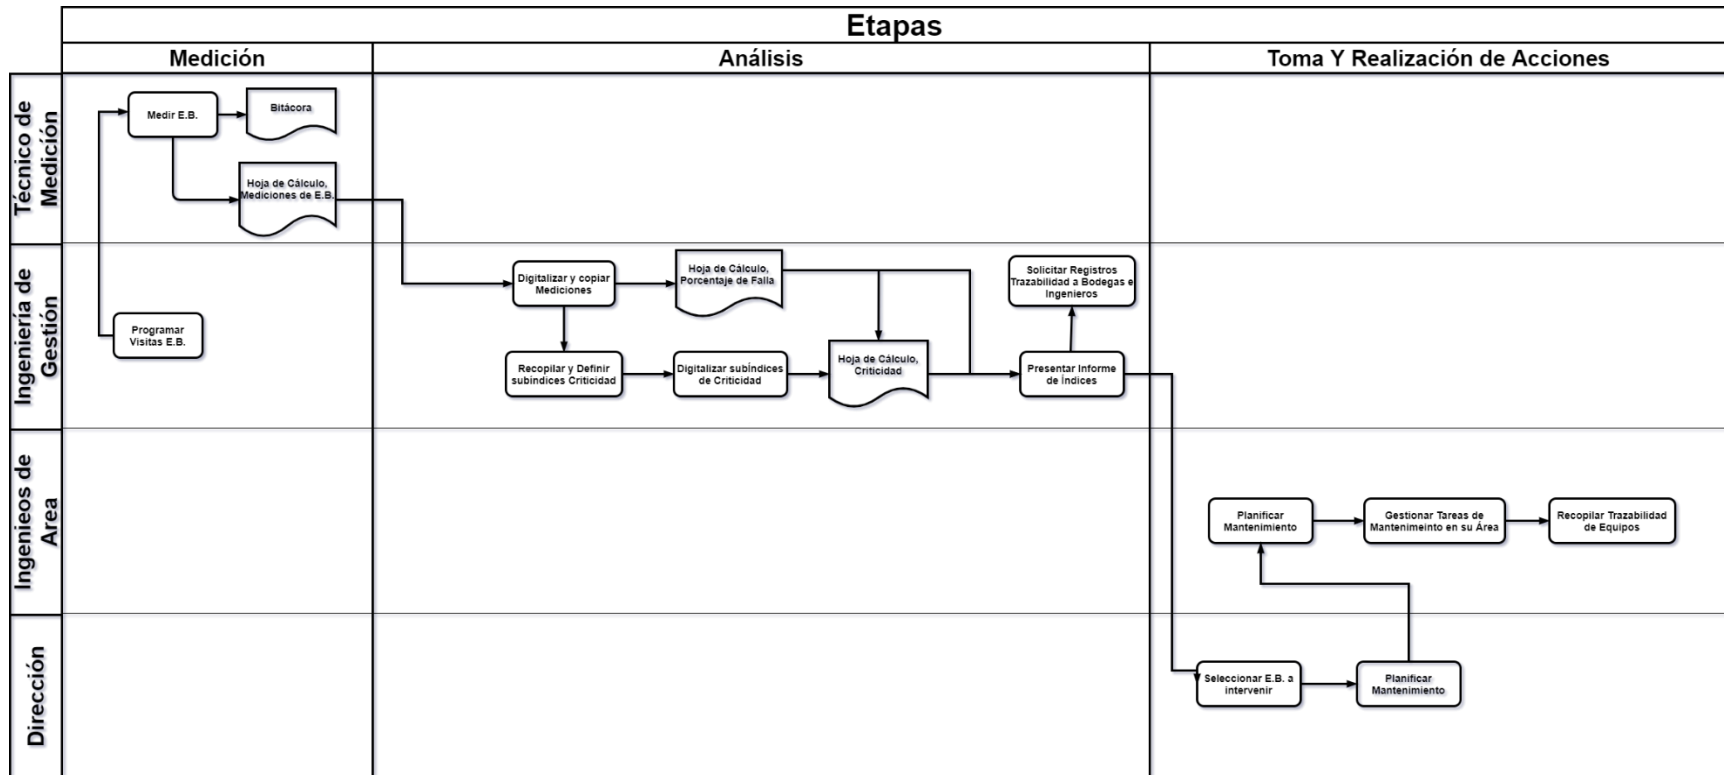 Etapas
Medición
Análisis
Toma Y Realización de Acciones
Técnico de
Medición
Medir E.B.
Bitácora
Hoja de Cálculo,
Mediciones de E.B.
Ingeniería de
Gestión
Programar
Visitas E.B.
Digitalizar y copiar
Mediciones
Hoja de Cálculo,
Porcentaje de Falla
Solicitar Registros
Trazabilidad a Bodegas e
Ingenieros
Recopilar y Definir
subíndices Criticidad
Digitalizar subíndices
de Criticidad
Hoja de Cálculo,
Criticidad
Presentar Informe
de Índices
Ingenieos de
Area
Planificar
Mantenimiento
Gestionar Tareas de
Mantenimeinto en su Área
Recopilar Trazabilidad
de Equipos
Dirección
Seleccionar E.B. a
intervenir
Planificar
Mantenimiento